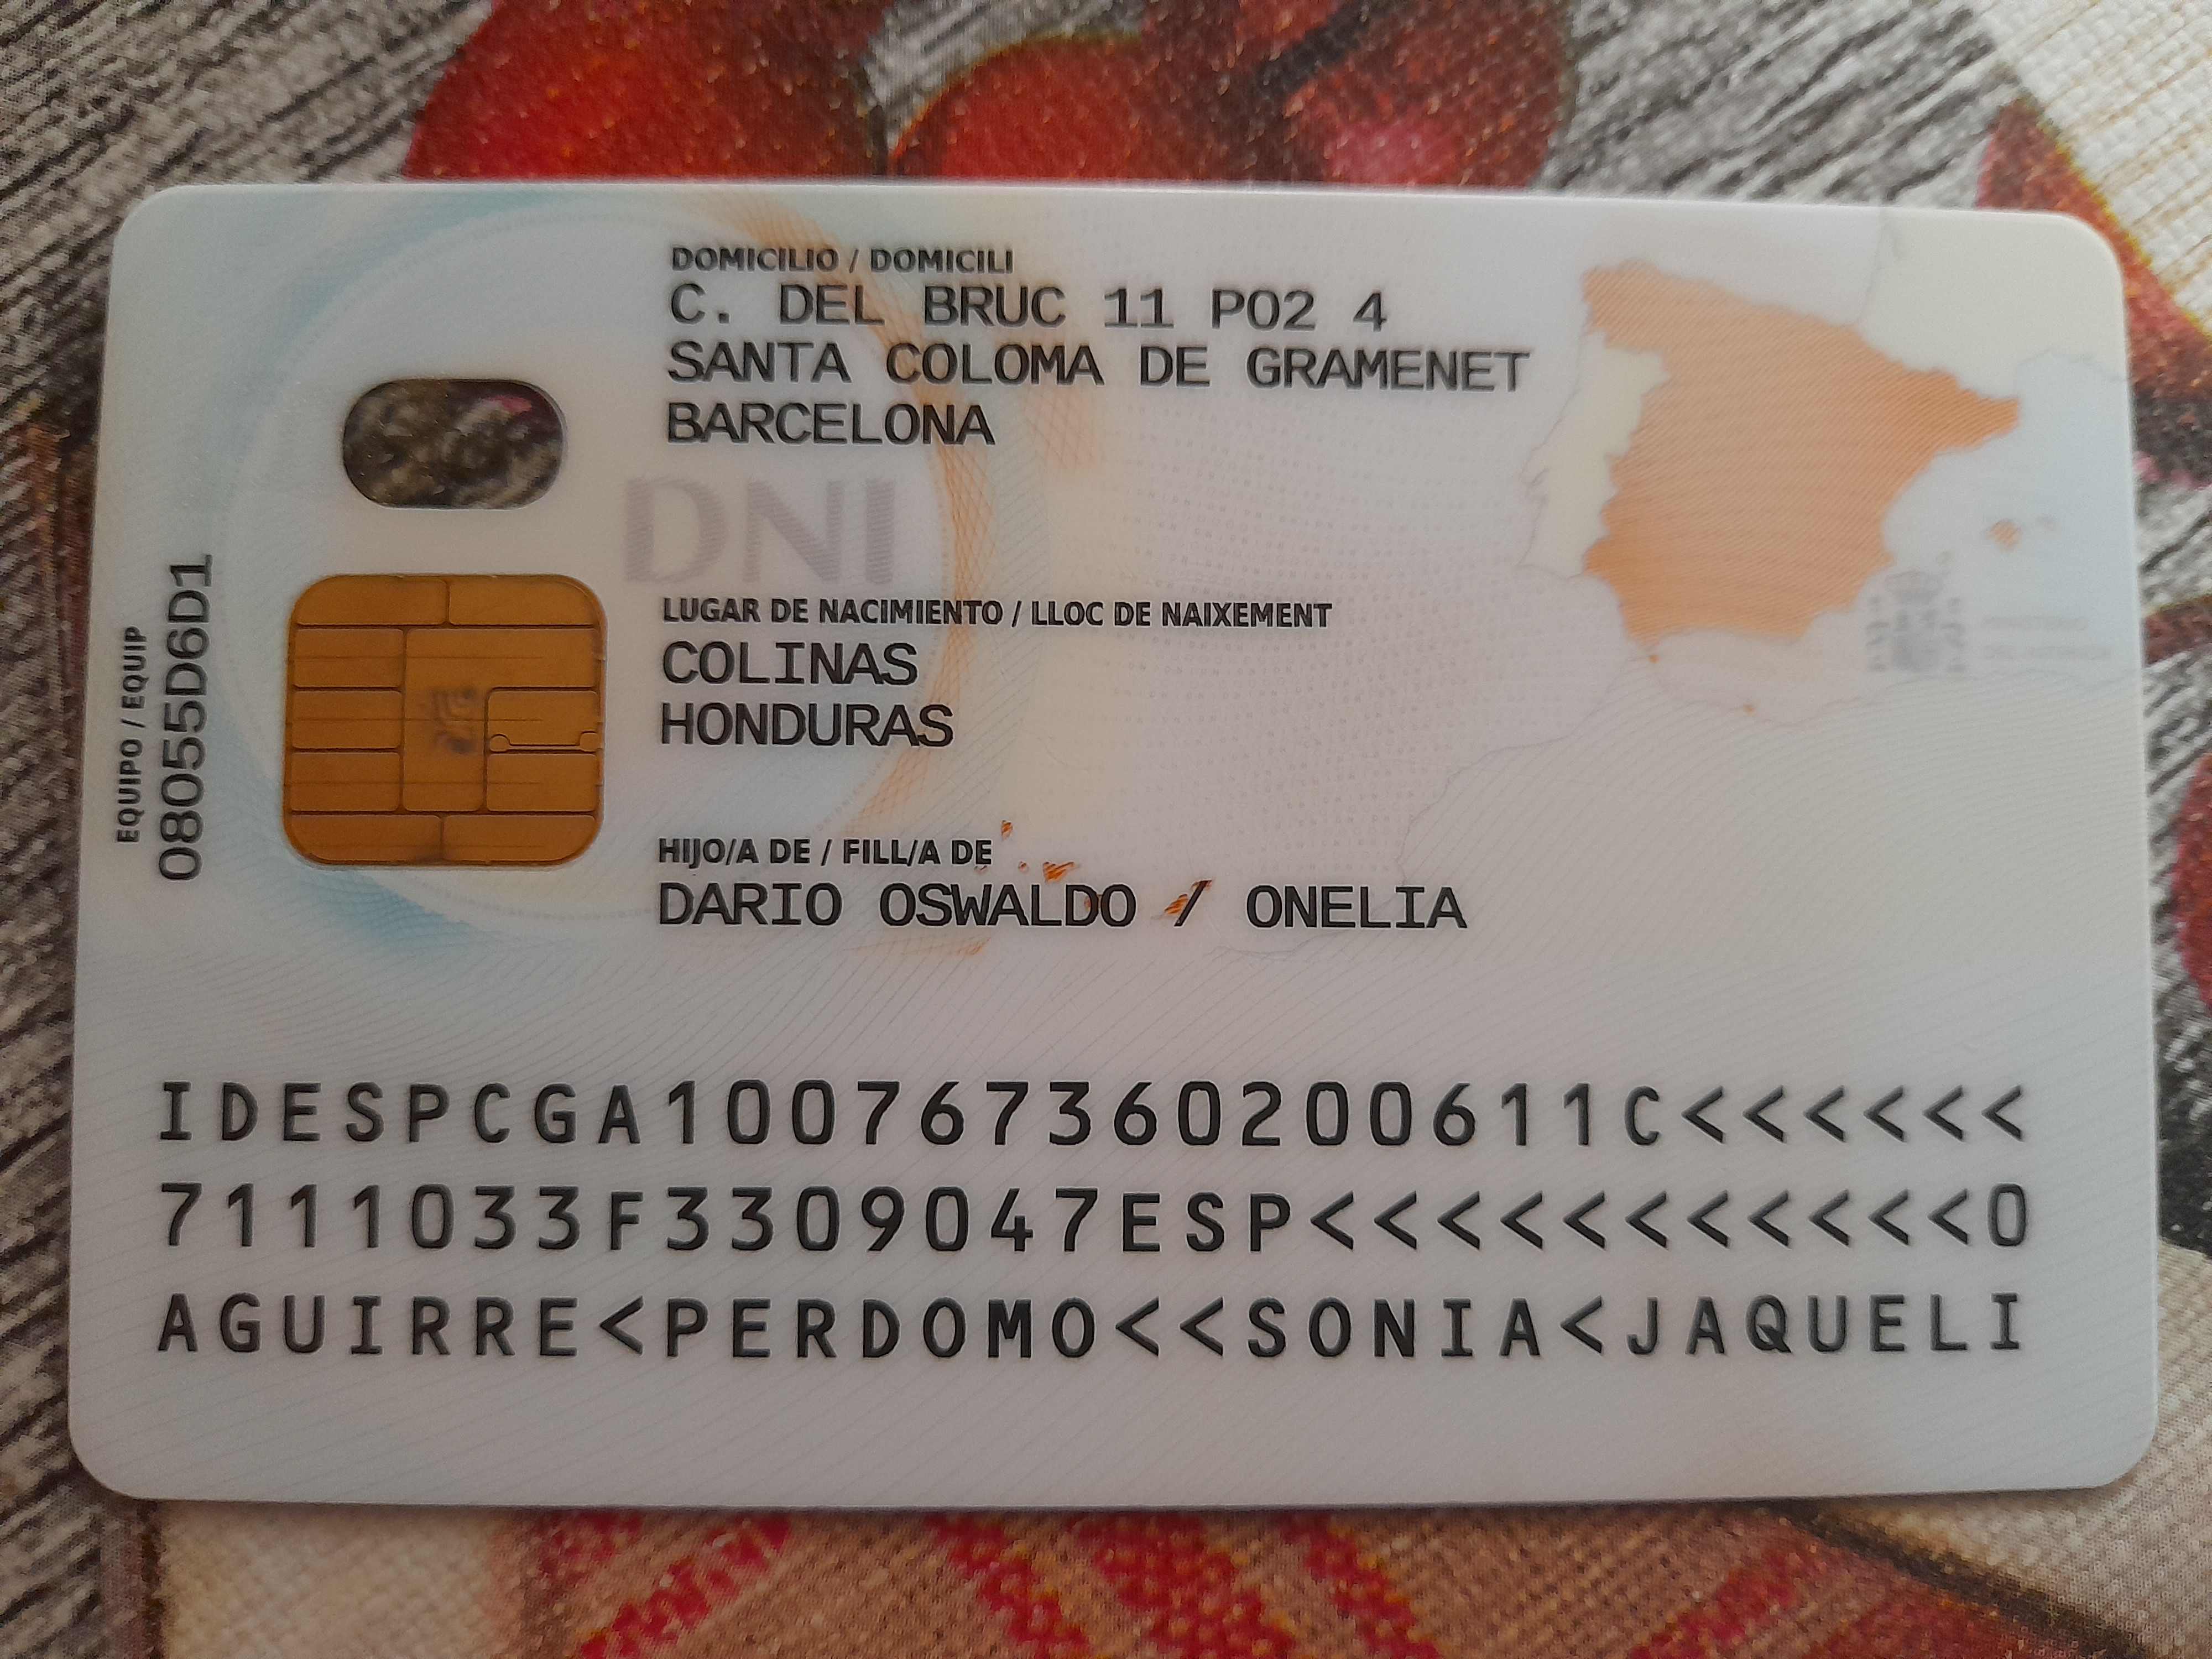 DOMICILIO / DOMICILI
C. DEL BRUC 11 P02 4
SANTA COLOMA DE GRAMENET
BARCELONA
DNI
LUGAR DE NACIMIENTO / LLOC DE NAIXEMENT
COLINAS
HONDURAS
HIJO/A DE / FILL/A DE
DARIO OSWALDO / ONELIA
EQUIPO / EQUIP
08055D6D1
IDESPCGA100767360200611C<<<<<<
7111033F3309047ESP<<<<<<<<<<<0
AGUIRRE<PERDOMO<<SONIA<JAQUELI